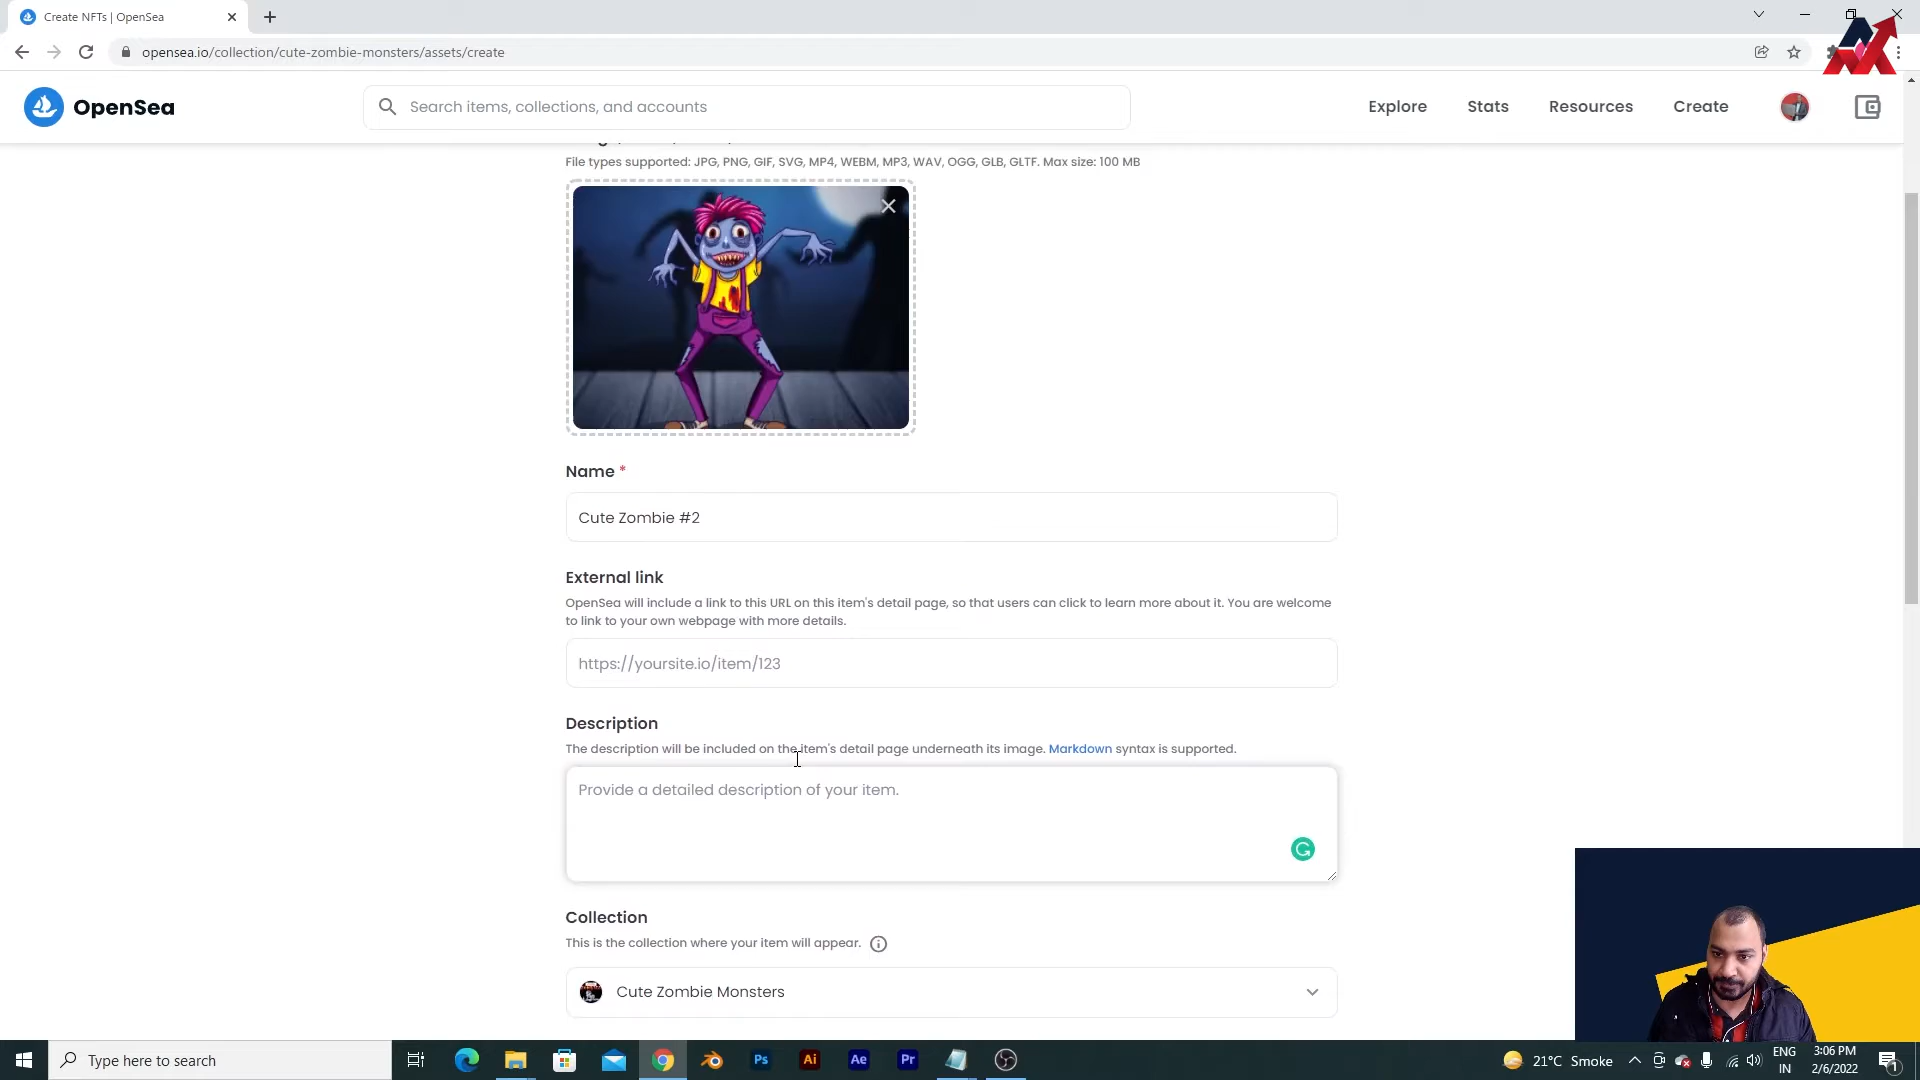 Create NFTs | OpenSea
opensea.io/collection/cute-zombie-monsters/assets/create
OpenSea
Search items, collections, and accounts
Explore
Stats
Resources
Create
File types supported: JPG, PNG, GIF, SVG, MP4, WEBM, MP3, WAV, OGG, GLB, GLTF. Max size: 100 MB
Name *
Cute Zombie #2
External link
OpenSea will include a link to this URL on this item's detail page, so that users can click to learn more about it. You are welcome
to link to your own webpage with more details.
https://yoursite.io/item/123
Description
The description will be included on the item's detail page underneath its image. Markdown syntax is supported.
Provide a detailed description of your item.
Collection
This is the collection where your item will appear.
Cute Zombie Monsters
Type here to search
Ps
Ai
Ae
Pr
21°C Smoke
ENG
IN
3:06 PM
2/6/2022
1